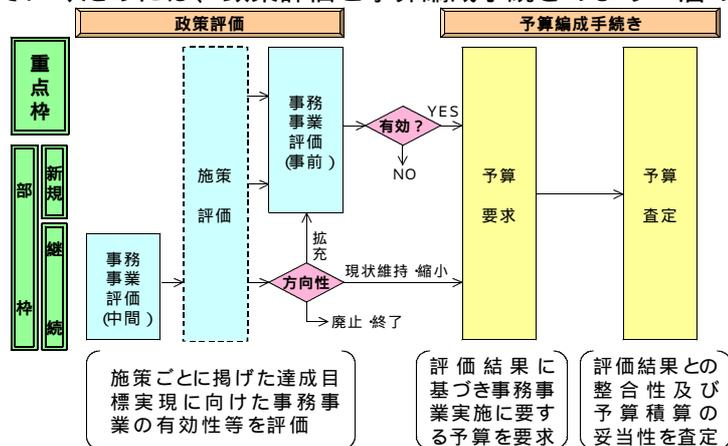 政策評価
予算編成手続き
重
点
枠
部
枠
新
規
継
続
事務
事業
評価
(中間)
施策
評価
事務
事業
評価
(事前)
有効?
YES
NO
拡
充
方向性
現状維持・縮小
廃止・終了
予算
要求
予算
査定
施策ごとに掲げた達成目
標実現に向けた事務事
業の有効性等を評価
評価結果に
基づき事務事
業実施に要す
る予算を要求
評価結果との
整合性及び
予算積算の
妥当性を査定